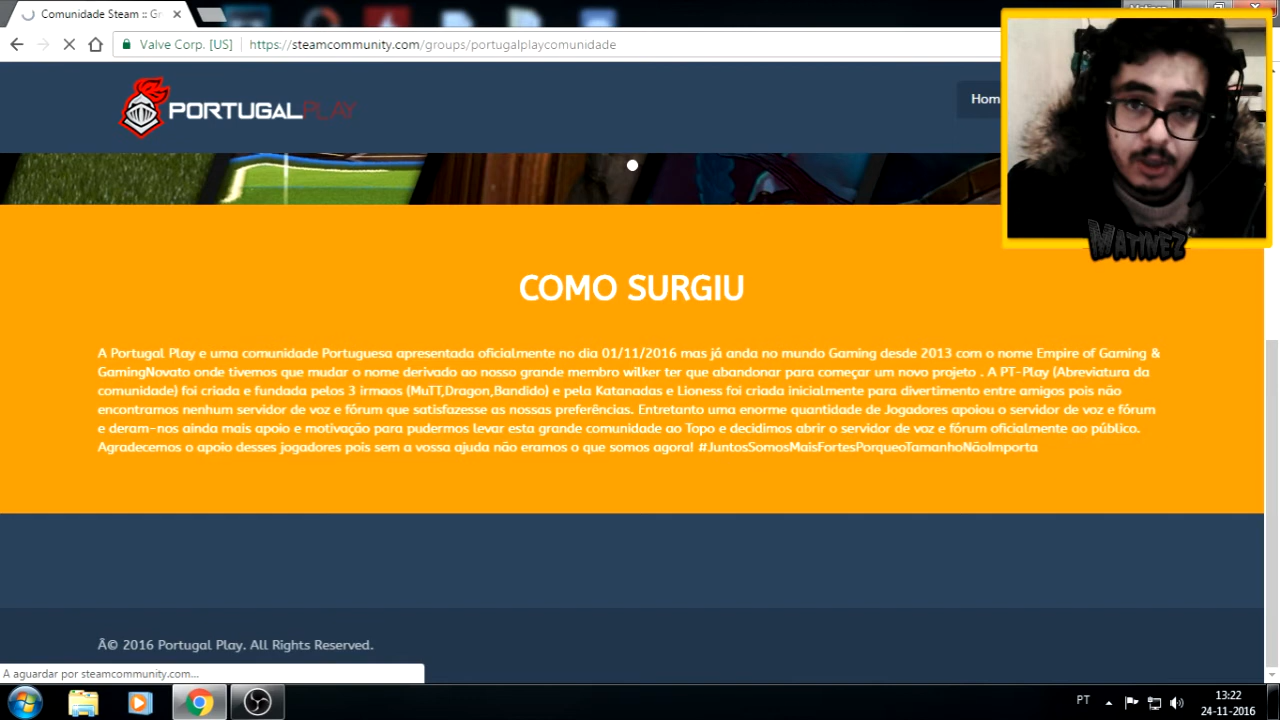 Comunidade Steam :: Gr
Matinez
Valve Corp. [US]
https://steamcommunity.com/groups/portugalplaycomunidade
PORTUGALPLAY
Hom
MATINEZ
COMO SURGIU
A Portugal Play e uma comunidade Portuguesa apresentada oficialmente no dia 01/11/2016 mas já anda no mundo Gaming desde 2013 com o nome Empire of Gaming &
GamingNovato onde tivemos que mudar o nome derivado ao nosso grande membro wilker ter que abandonar para começar um novo projeto . A PT-Play (Abreviatura da
comunidade) foi criada e fundada pelos 3 irmaos (MuTT,Dragon,Bandido) e pela Katanadas e Lioness foi criada inicialmente para divertimento entre amigos pois não
encontramos nenhum servidor de voz e fórum que satisfazesse as nossas preferências. Entretanto uma enorme quantidade de Jogadores apoiou o servidor de voz e fórum
e deram-nos ainda mais apoio e motivação para pudermos levar esta grande comunidade ao Topo e decidimos abrir o servidor de voz e fórum oficialmente ao público.
Agradecemos o apoio desses jogadores pois sem a vossa ajuda não eramos o que somos agora! #JuntosSomosMaisFortesPorqueoTamanhoNãoImporta
Â© 2016 Portugal Play. All Rights Reserved.
A aguardar por steamcommunity.com...
PT
13:22
24-11-2016